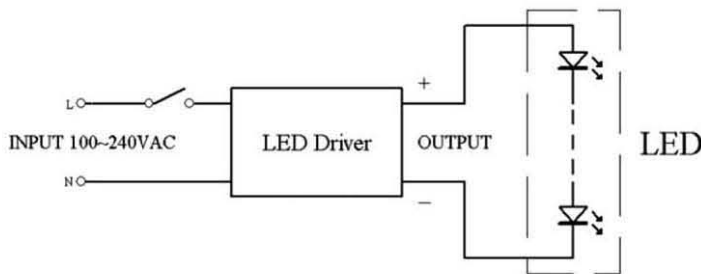 L
INPUT 100~240VAC
N
LED Driver
+
OUTPUT
−
LED